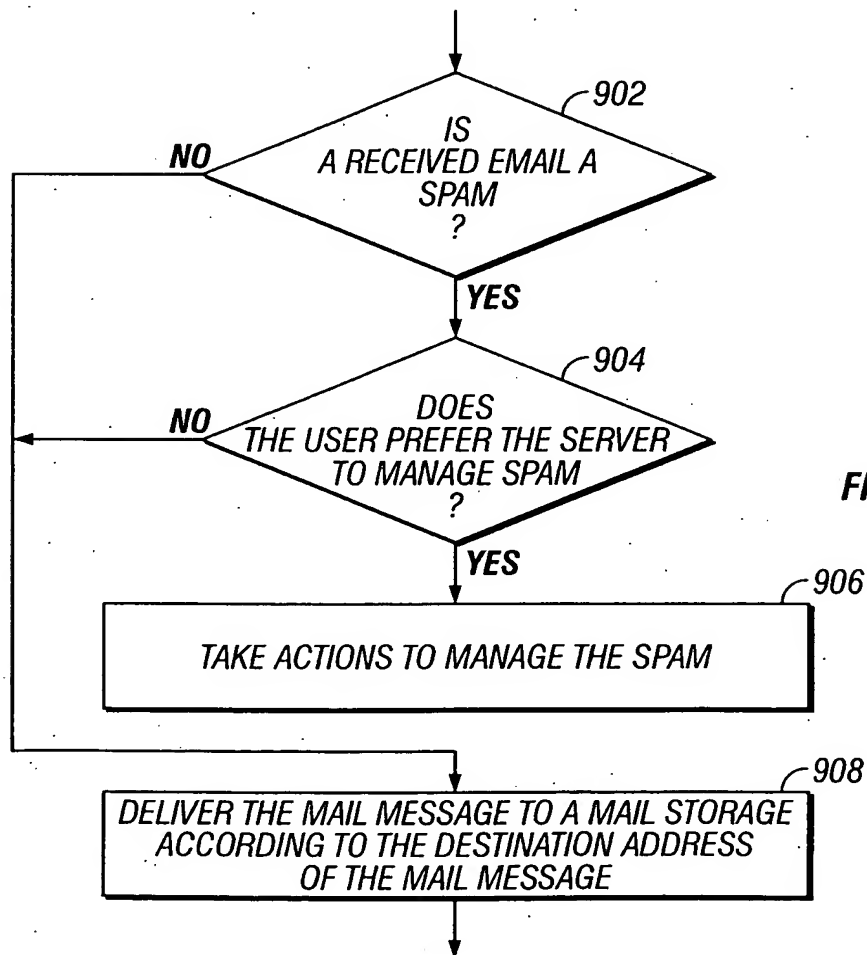 902
IS
A RECEIVED EMAIL A
SPAM
?
NO
YES
904
DOES
THE USER PREFER THE SERVER
TO MANAGE SPAM
?
NO
YES
906
TAKE ACTIONS TO MANAGE THE SPAM
908
DELIVER THE MAIL MESSAGE TO A MAIL STORAGE
ACCORDING TO THE DESTINATION ADDRESS
OF THE MAIL MESSAGE